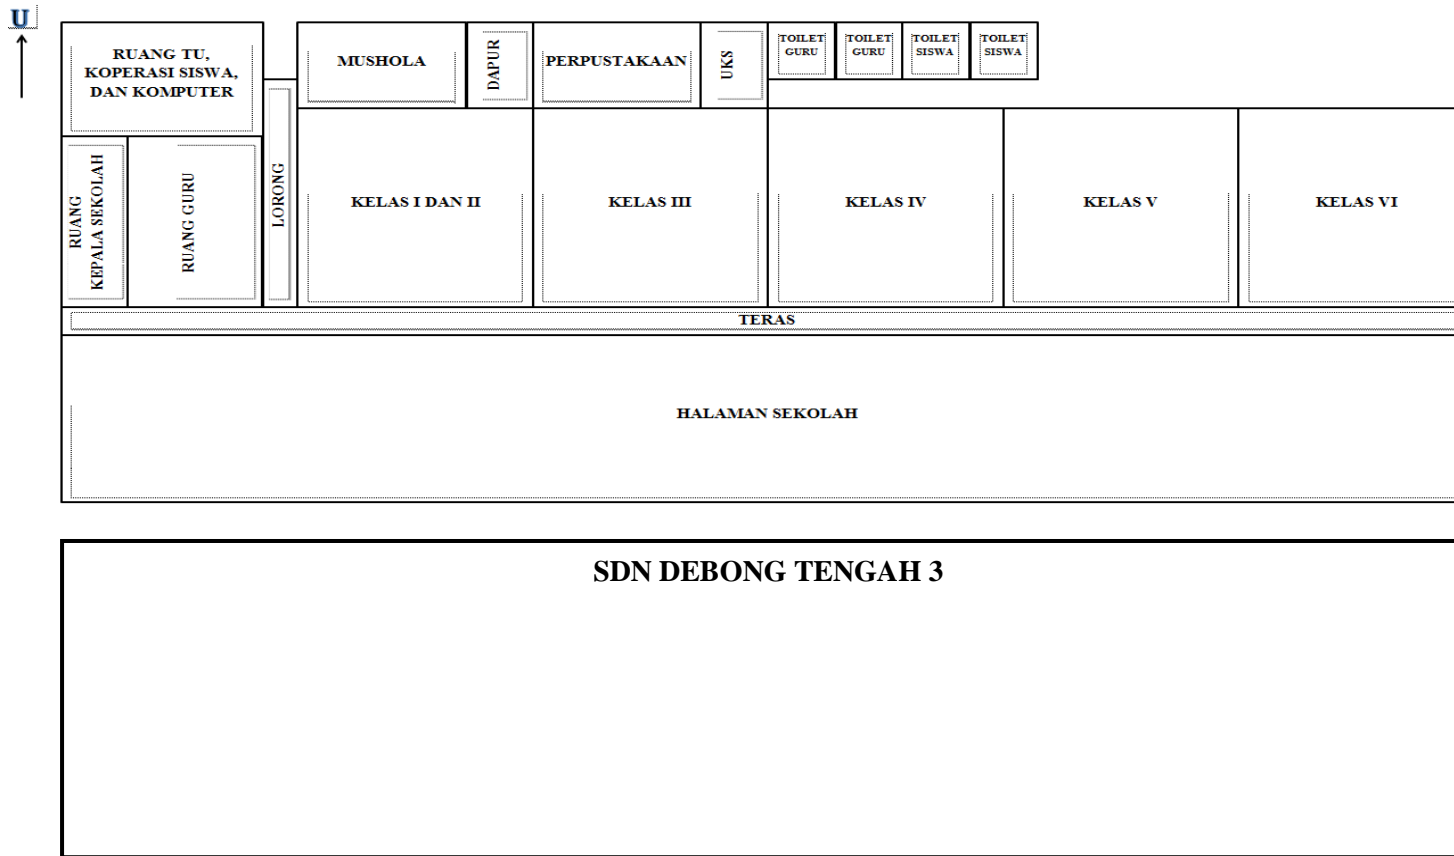 U
RUANG TU,
KOPERASI SISWA,
DAN KOMPUTER
MUSHOLA
DAPUR
PERPUSTAKAAN
UKS
TOILET
GURU
TOILET
GURU
TOILET
SISWA
TOILET
SISWA
RUANG
KEPALA SEKOLAH
RUANG GURU
LORONG
KELAS I DAN II
KELAS III
KELAS IV
KELAS V
KELAS VI
TERAS
HALAMAN SEKOLAH
SDN DEBONG TENGAH 3